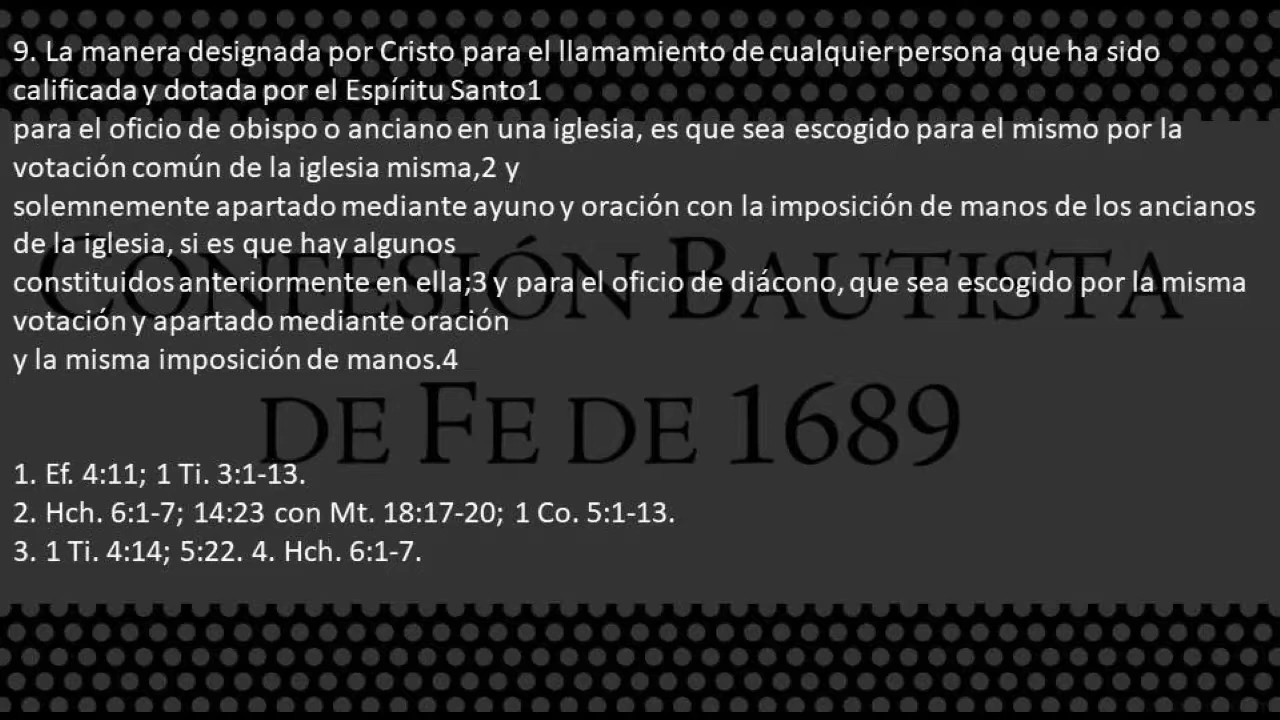 9. La manera designada por Cristo para el llamamiento de cualquier persona que ha sido
calificada y dotada por el Espíritu Santo1
para el oficio de obispo o anciano en una iglesia, es que sea escogido para el mismo por la
votación común de la iglesia misma,2 y
solemnemente apartado mediante ayuno y oración con la imposición de manos de los ancianos
de la iglesia, si es que hay algunos
constituidos anteriormente en ella;3 y para el oficio de diácono, que sea escogido por la misma
votación y apartado mediante oración
y la misma imposición de manos.4
CONFESIÓN BAUTISTA
DE FE DE 1689
1. Ef. 4:11; 1 Ti. 3:1-13.
2. Hch. 6:1-7; 14:23 con Mt. 18:17-20; 1 Co. 5:1-13.
3. 1 Ti. 4:14; 5:22. 4. Hch. 6:1-7.